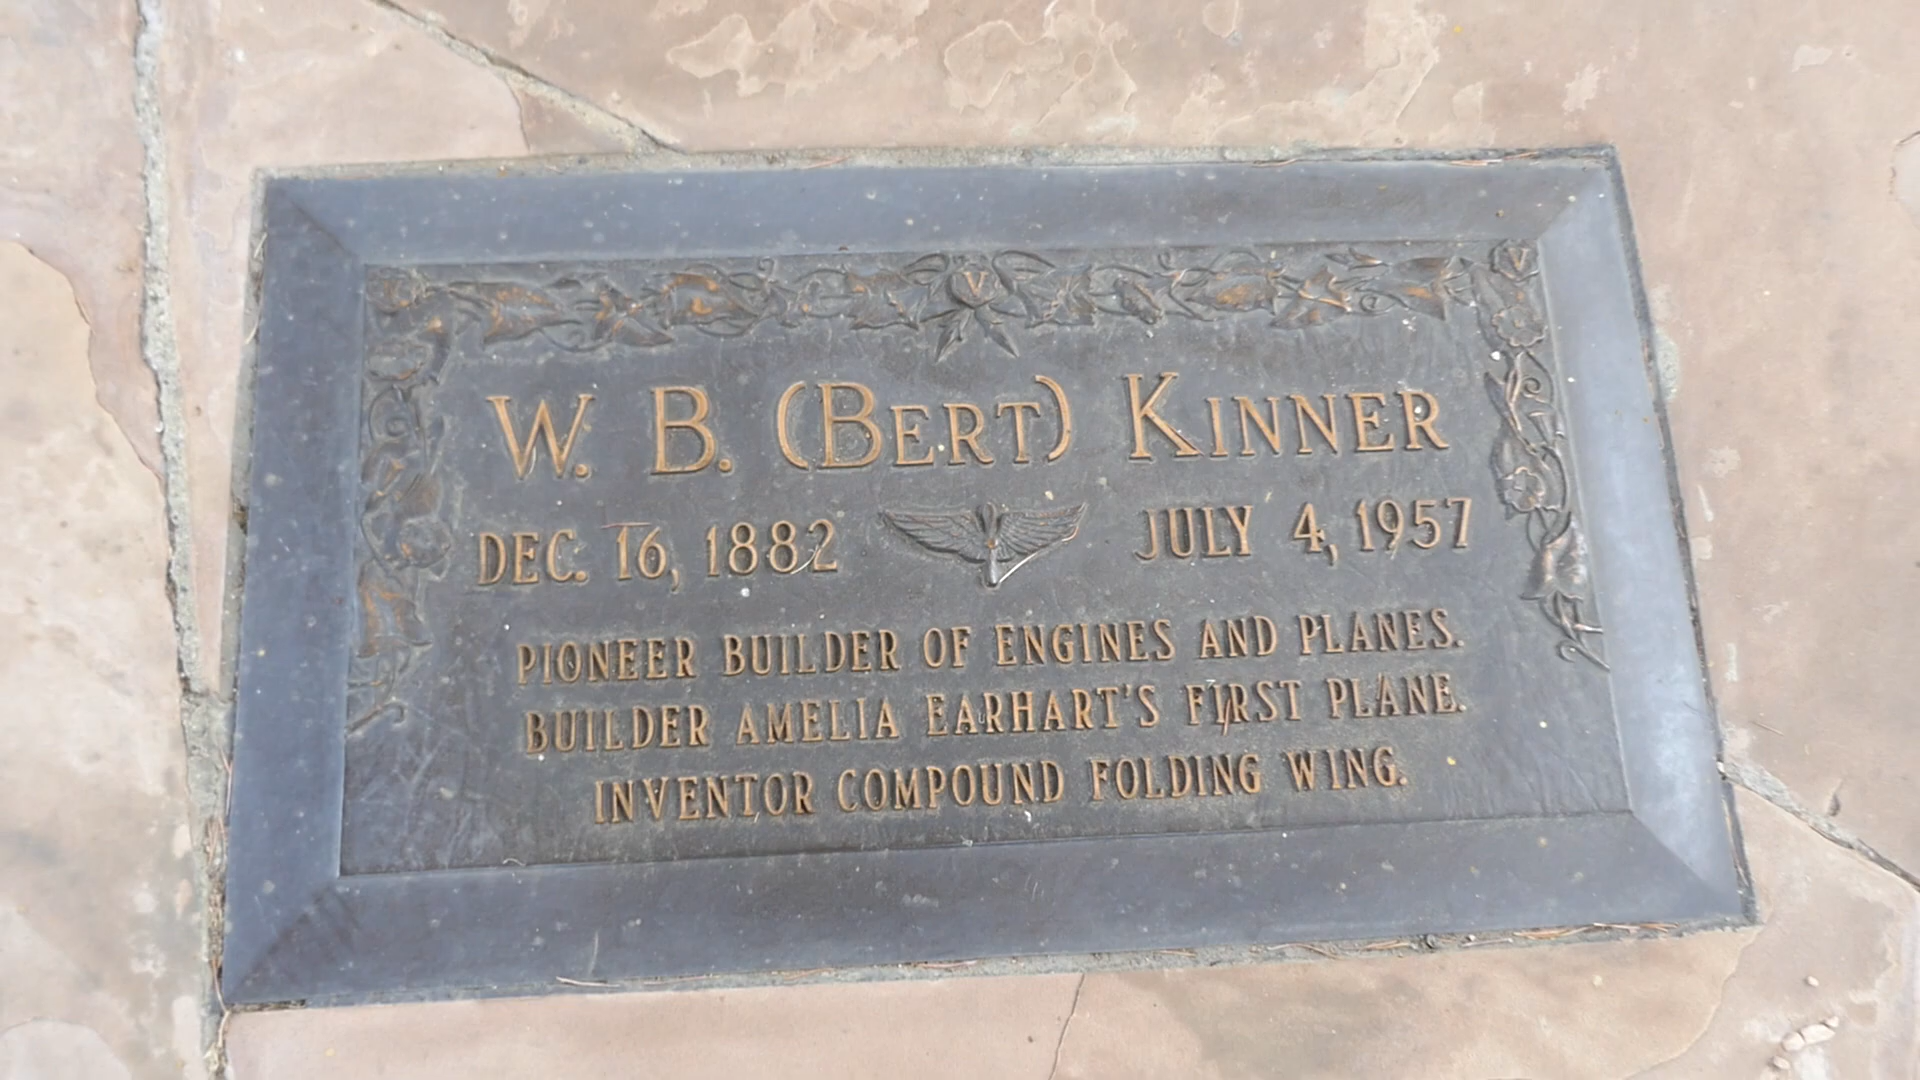 W. B. (BERT) KINNER
DEC. 16, 1882 JULY 4, 1957
PIONEER BUILDER OF ENGINES AND PLANES.
BUILDER AMELIA EARHART'S FIRST PLANE.
INVENTOR COMPOUND FOLDING WING.